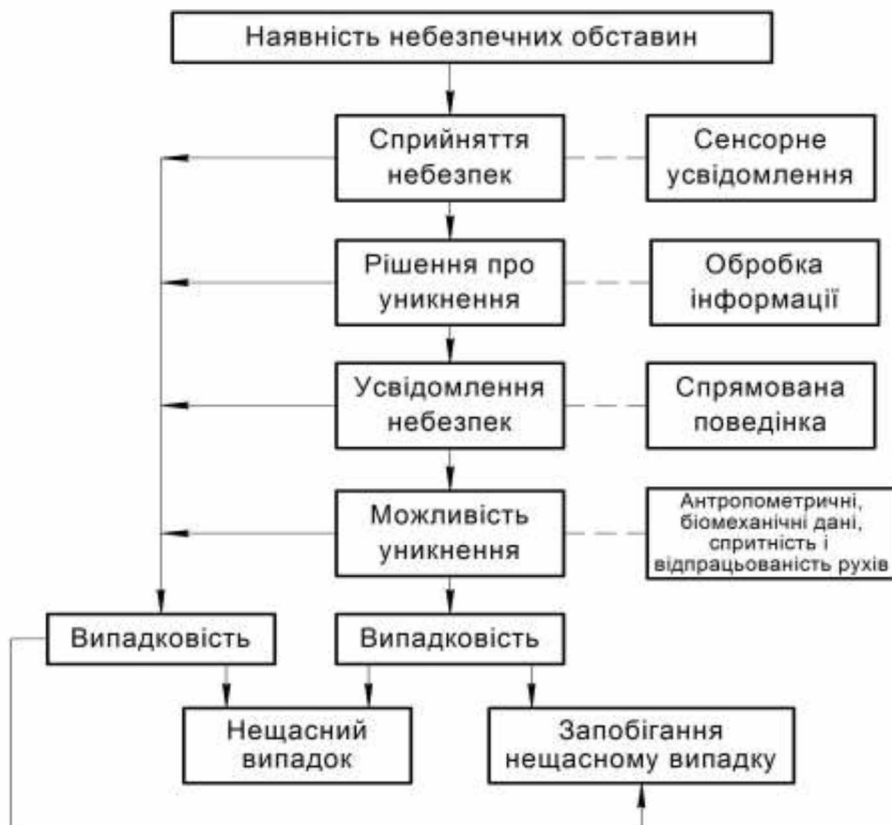 Наявність небезпечних обставин
Сприйняття
небезпек
Сенсорне
усвідомлення
Рішення про
уникнення
Обробка
інформації
Усвідомлення
небезпек
Спрямована
поведінка
Можливість
уникнення
Антропометричні,
біомеханічні дані,
спритність і
відпрацьованість рухів
Випадковість
Випадковість
Нещасний
випадок
Запобігання
нещасному випадку